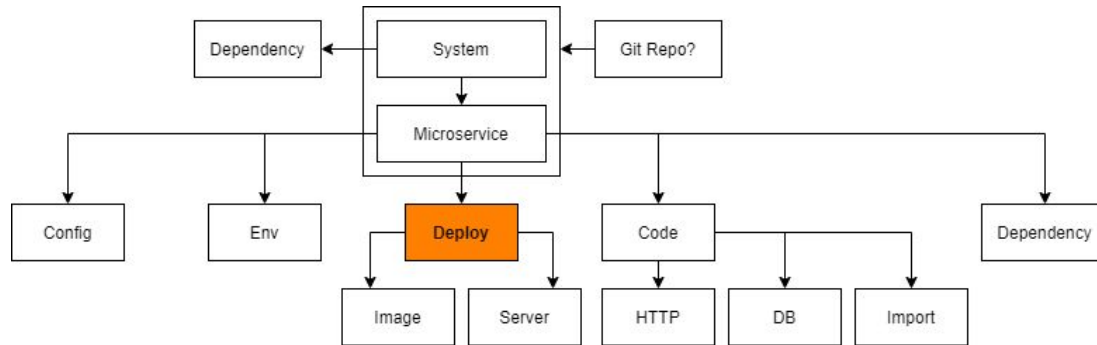 Dependency
System
Git Repo?
Microservice
Config
Env
Deploy
Code
Dependency
Image
Server
HTTP
DB
Import